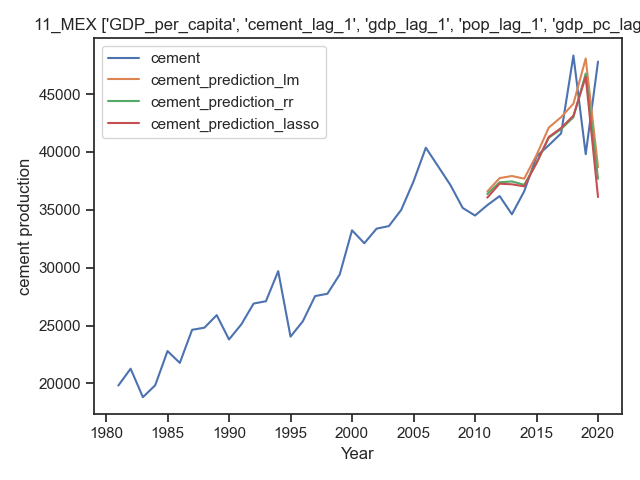 11_MEX ['GDP_per_capita', 'cement_lag_1', 'gdp_lag_1', 'pop_lag_1', 'gdp_pc_lag
cement
cement_prediction_lm
cement_prediction_rr
cement_prediction_lasso
cement production
45000
40000
35000
30000
25000
20000
1980 1985 1990 1995 2000 2005 2010 2015 2020
Year